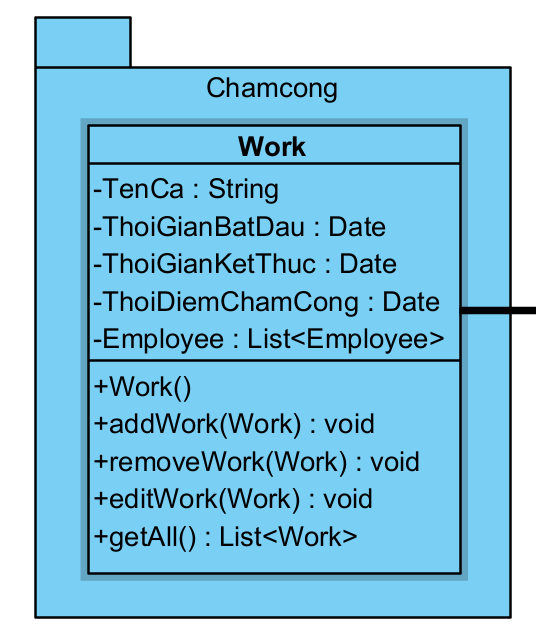 Chamcong
Work
-TenCa : String
-ThoiGianBatDau : Date
-ThoiGianKetThuc : Date
-ThoiDiemChamCong : Date
-Employee : List<Employee>
+Work()
+addWork(Work) : void
+removeWork(Work) : void
+editWork(Work) : void
+getAll() : List<Work>